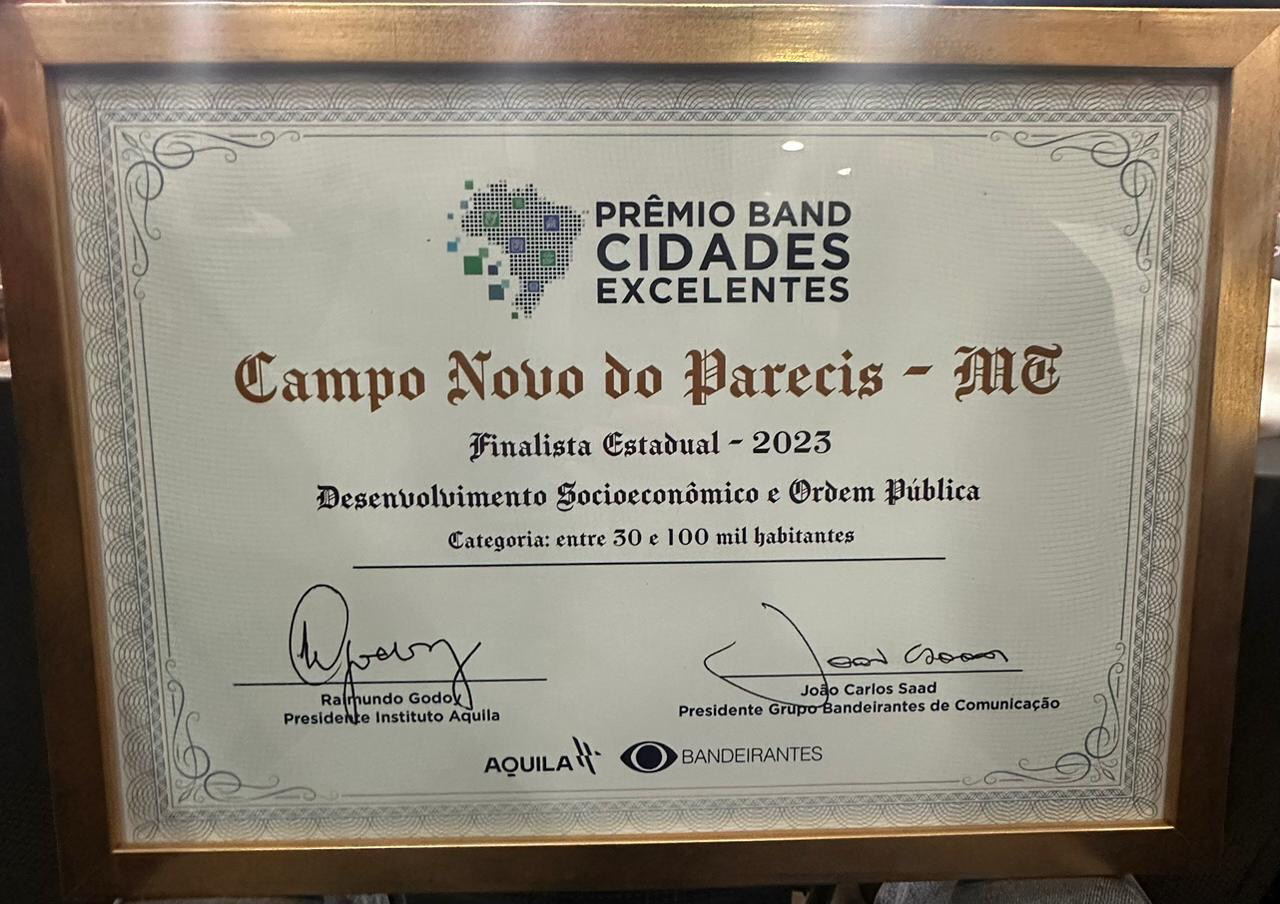 PRÊMIO BAND
CIDADES
EXCELENTES
Campo Novo do Parecis - MT
Finalista Estadual - 2023
Desenvolvimento Socioeconômico e Ordem Pública
Categoria: entre 30 e 100 mil habitantes
Raimundo Godoy
Presidente Instituto Aquila
João Carlos Saad
Presidente Grupo Bandeirantes de Comunicação
AQUILA
BANDEIRANTES